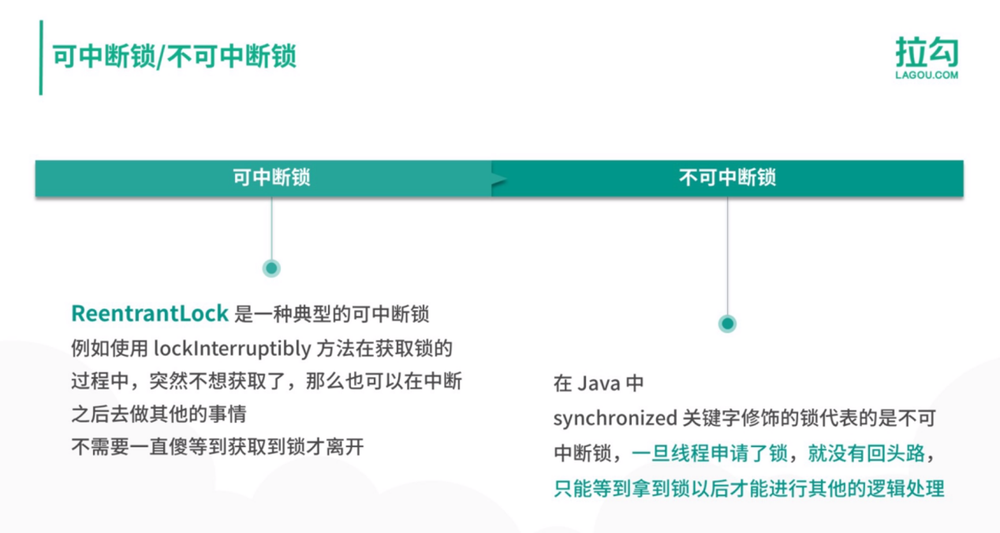 可中断锁/不可中断锁
拉勾
LAGOU.COM
可中断锁
不可中断锁
ReentrantLock 是一种典型的可中断锁
例如使用 lockInterruptibly 方法在获取锁的
过程中，突然不想获取了，那么也可以在中断
之后去做其他的事情
不需要一直傻等到获取到锁才离开
在 Java 中
synchronized 关键字修饰的锁代表的是不可
中断锁，一旦线程申请了锁，就没有回头路，
只能等到拿到锁以后才能进行其他的逻辑处理